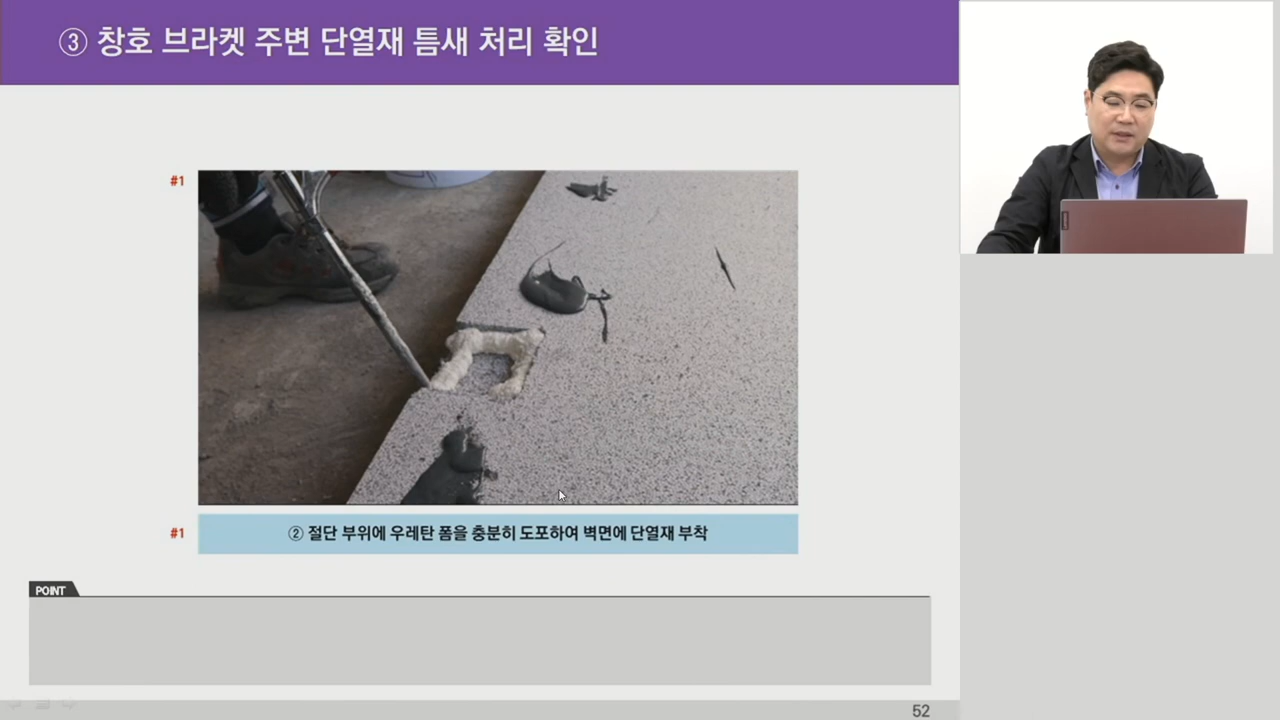 ③ 창호 브라켓 주변 단열재 틈새 처리 확인
#1
#1
② 절단 부위에 우레탄 폼을 충분히 도포하여 벽면에 단열재 부착
POINT
52